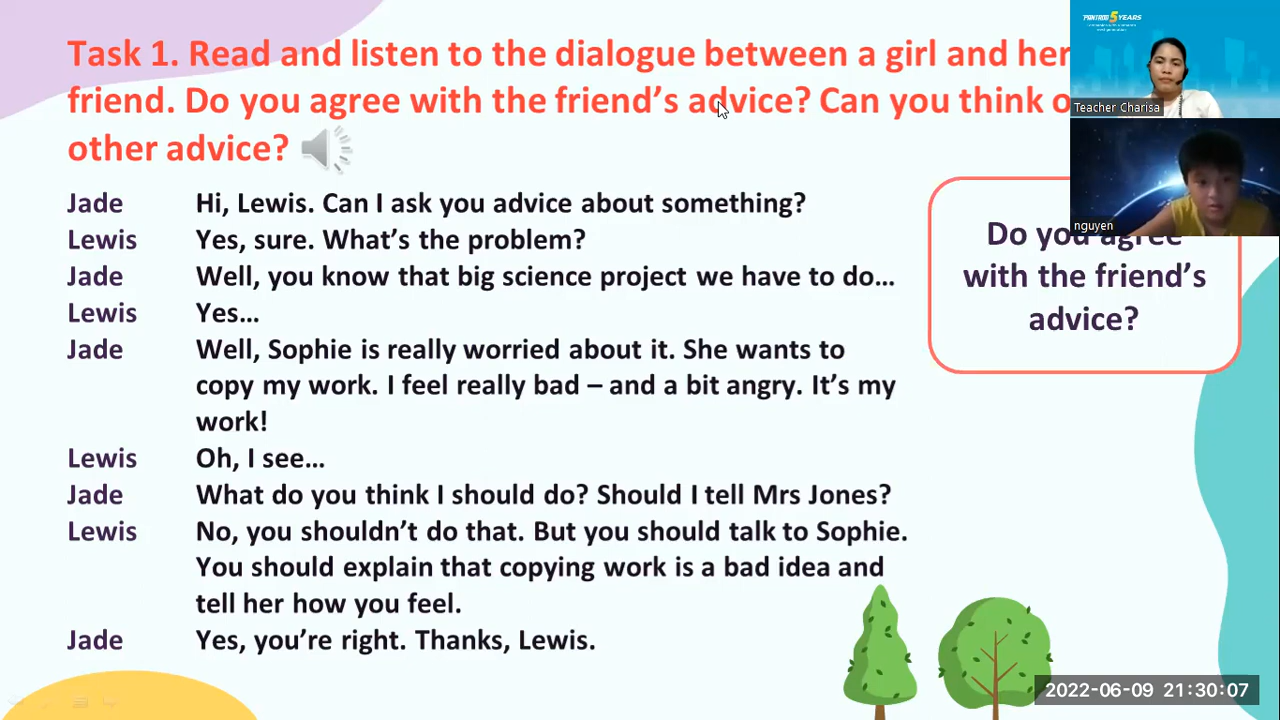 Task 1. Read and listen to the dialogue between a girl and her
friend. Do you agree with the friend's advice? Can you think
other advice?
Jade Hi, Lewis. Can I ask you advice about something?
Lewis Yes, sure. What's the problem?
Jade Well, you know that big science project we have to do...
Lewis Yes...
Jade Well, Sophie is really worried about it. She wants to
copy my work. I feel really bad – and a bit angry. It's my
work!
Lewis Oh, I see...
Jade What do you think I should do? Should I tell Mrs Jones?
Lewis No, you shouldn't do that. But you should talk to Sophie.
You should explain that copying work is a bad idea and
tell her how you feel.
Jade Yes, you're right. Thanks, Lewis.
Do you agree
with the friend's
advice?
5 YEARS
Teacher Charisa
nguyen
2022-06-09 21:30:07